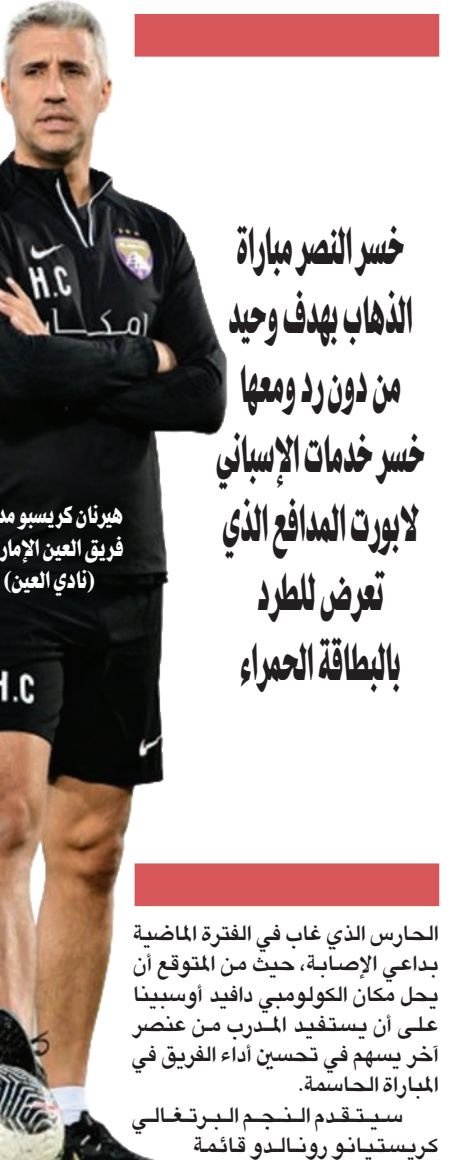 خسر النصر مباراة
الذهاب بهدف وحيد
من دون رد ومعها
خسر خدمات الإسباني
لابورت المدافع الذي
تعرض للطرد
بالبطاقة الحمراء
H.C
هيرنان كريسبو
فريق العين
(نادي العين)
H.C
الحارس الذي غاب في الفترة الماضية
بداعي الإصابة، حيث من المتوقع أن
يحل مكان الكولومبي دافيد أوسبينا
على أن يستفيد المدرب من عنصر
آخر يسهم في تحسين أداء الفريق في
المباراة الحاسمة.
سيتقدم النجم البرتغالي
كريستيانو رونالدو قائمة